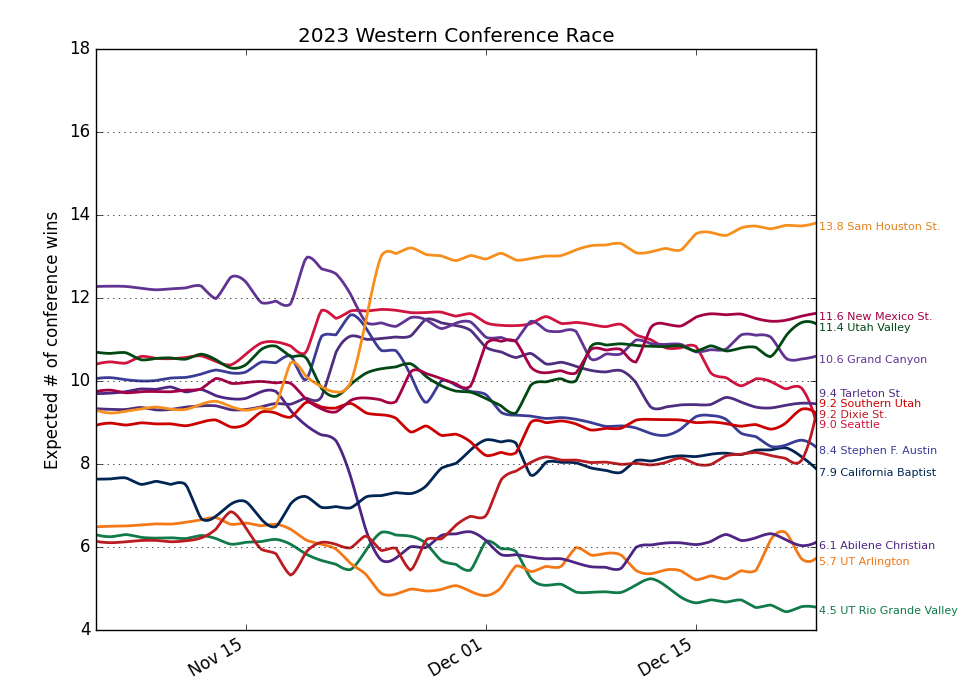 2023 Western Conference Race
Expected # of conference wins
18
16
14
12
10
8
6
4
Nov 15
Dec 01
Dec 15
13.8 Sam Houston St.
11.6 New Mexico St.
11.4 Utah Valley
10.6 Grand Canyon
9.4 Tarleton St.
9.2 Southern Utah
9.2 Dixie St.
9.0 Seattle
8.4 Stephen F. Austin
7.9 California Baptist
6.1 Abilene Christian
5.7 UT Arlington
4.5 UT Rio Grande Valley